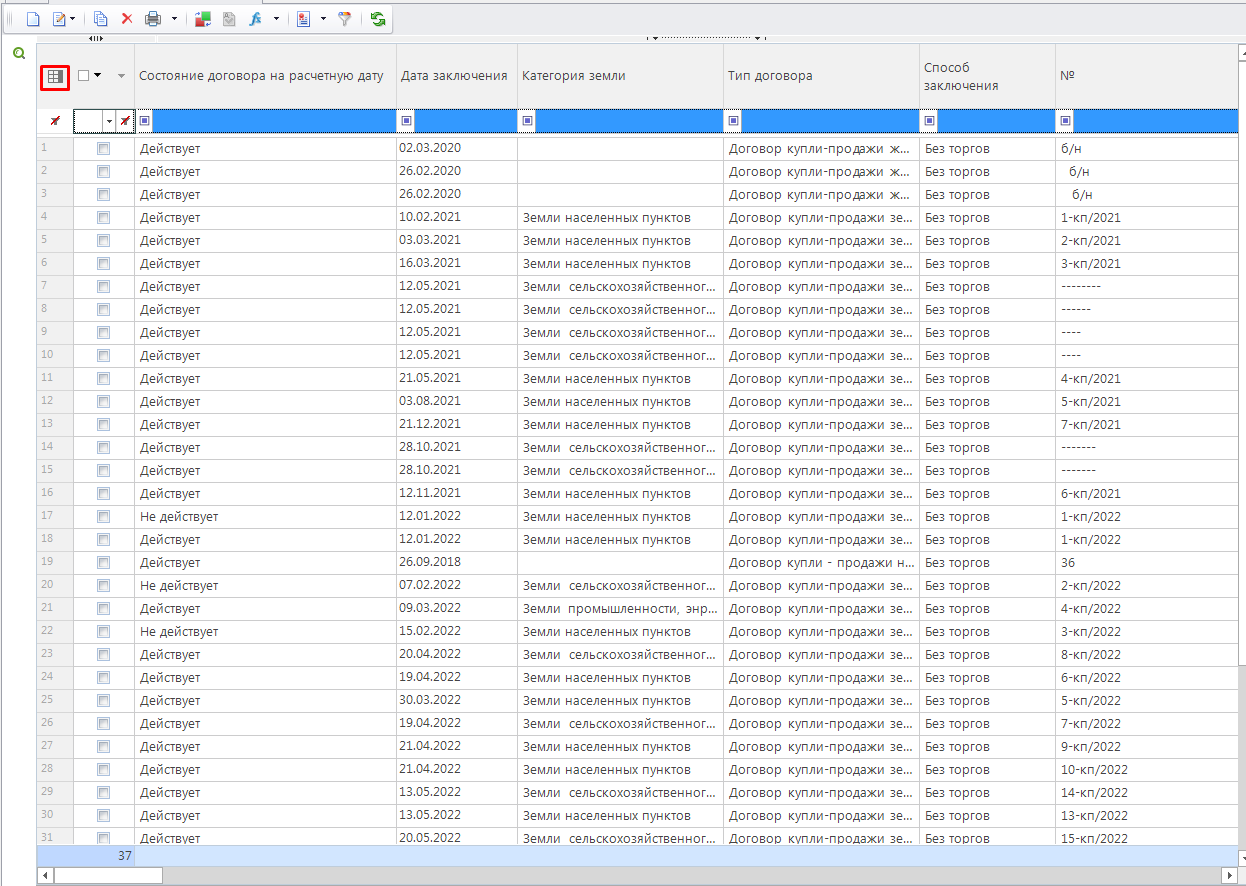 Состояние договора на расчетную дату Дата заключения Категория земли Тип договора Способ заключения №
1 Действует 02.03.2020 Договор купли-продажи ж... Без торгов б/н
2 Действует 26.02.2020 Договор купли-продажи ж... Без торгов б/н
3 Действует 26.02.2020 Договор купли-продажи ж... Без торгов б/н
4 Действует 10.02.2021 Земли населенных пунктов Договор купли-продажи зе... Без торгов 1-кп/2021
5 Действует 03.03.2021 Земли населенных пунктов Договор купли-продажи зе... Без торгов 2-кп/2021
6 Действует 16.03.2021 Земли населенных пунктов Договор купли-продажи зе... Без торгов 3-кп/2021
7 Действует 12.05.2021 Земли сельскохозяйственног... Договор купли-продажи зе... Без торгов --------
8 Действует 12.05.2021 Земли сельскохозяйственног... Договор купли-продажи зе... Без торгов ------
9 Действует 12.05.2021 Земли сельскохозяйственног... Договор купли-продажи зе... Без торгов ----
10 Действует 12.05.2021 Земли сельскохозяйственног... Договор купли-продажи зе... Без торгов ----
11 Действует 21.05.2021 Земли населенных пунктов Договор купли-продажи зе... Без торгов 4-кп/2021
12 Действует 03.08.2021 Земли населенных пунктов Договор купли-продажи зе... Без торгов 5-кп/2021
13 Действует 21.12.2021 Земли населенных пунктов Договор купли-продажи зе... Без торгов 7-кп/2021
14 Действует 28.10.2021 Земли сельскохозяйственног... Договор купли-продажи зе... Без торгов -------
15 Действует 28.10.2021 Земли сельскохозяйственног... Договор купли-продажи зе... Без торгов -------
16 Действует 12.11.2021 Земли населенных пунктов Договор купли-продажи зе... Без торгов 6-кп/2021
17 Не действует 12.01.2022 Земли населенных пунктов Договор купли-продажи зе... Без торгов 1-кп/2022
18 Действует 12.01.2022 Земли населенных пунктов Договор купли-продажи зе... Без торгов 1-кп/2022
19 Действует 26.09.2018 Договор купли - продажи н... Без торгов 36
20 Не действует 07.02.2022 Земли сельскохозяйственног... Договор купли-продажи зе... Без торгов 2-кп/2022
21 Действует 09.03.2022 Земли промышленности, энр... Договор купли-продажи зе... Без торгов 4-кп/2022
22 Не действует 15.02.2022 Земли населенных пунктов Договор купли-продажи зе... Без торгов 3-кп/2022
23 Действует 20.04.2022 Земли сельскохозяйственног... Договор купли-продажи зе... Без торгов 8-кп/2022
24 Действует 19.04.2022 Земли населенных пунктов Договор купли-продажи зе... Без торгов 6-кп/2022
25 Действует 30.03.2022 Земли населенных пунктов Договор купли-продажи зе... Без торгов 5-кп/2022
26 Действует 19.04.2022 Земли сельскохозяйственног... Договор купли-продажи зе... Без торгов 7-кп/2022
27 Действует 21.04.2022 Земли населенных пунктов Договор купли-продажи зе... Без торгов 9-кп/2022
28 Действует 21.04.2022 Земли населенных пунктов Договор купли-продажи зе... Без торгов 10-кп/2022
29 Действует 13.05.2022 Земли сельскохозяйственног... Договор купли-продажи зе... Без торгов 14-кп/2022
30 Действует 13.05.2022 Земли населенных пунктов Договор купли-продажи зе... Без торгов 13-кп/2022
31 Действует 20.05.2022 Земли сельскохозяйственног... Договор купли-продажи зе... Без торгов 15-кп/2022
37